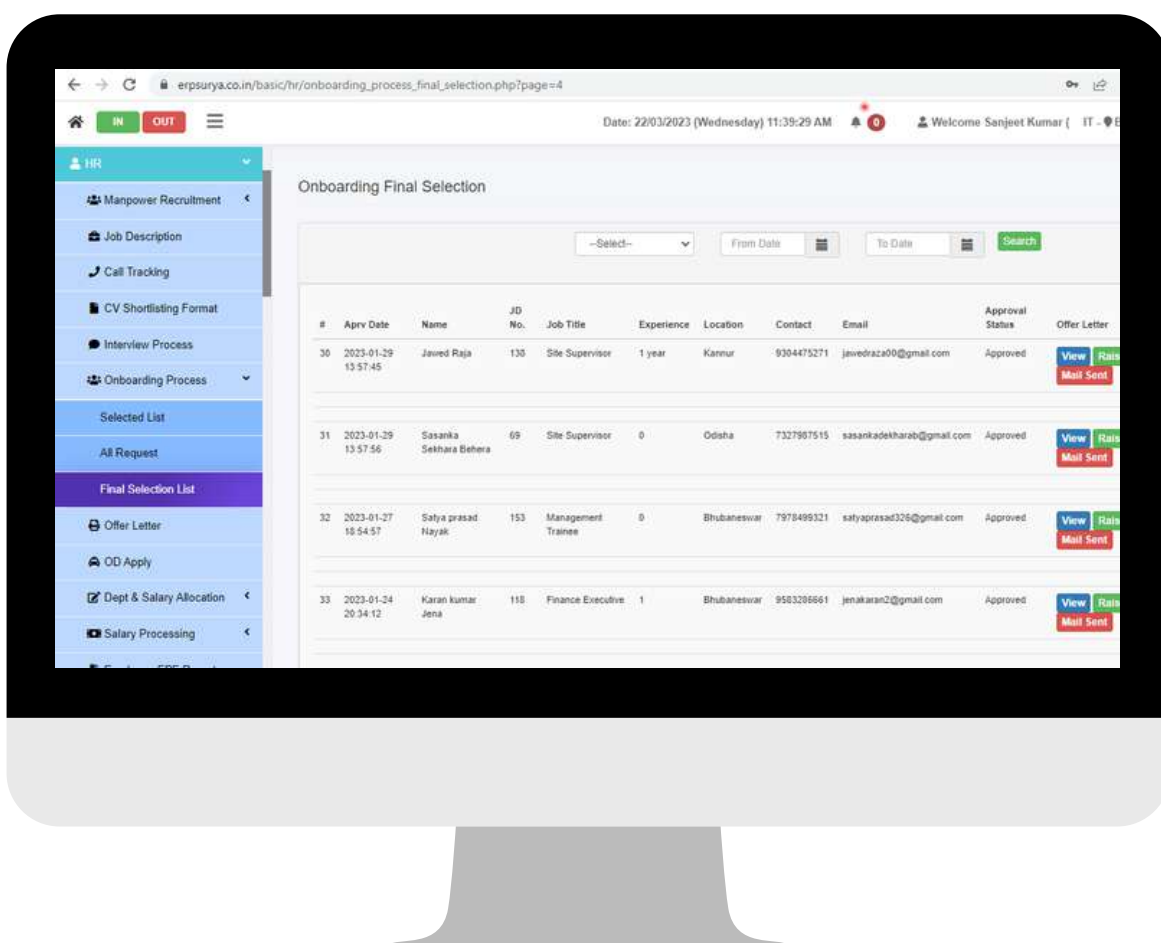 erpsurya.co.in/basic/hr/onboarding_process_final_selection.php?page=4
IN OUT Date: 22/03/2023 (Wednesday) 11:39:29 AM 0 Welcome Sanjeet Kumar ( IT -
HR
Manpower Recruitment
Job Description
Call Tracking
CV Shortlisting Format
Interview Process
Onboarding Process
Selected List
All Request
Final Selection List
Offer Letter
OD Apply
Dept & Salary Allocation
Salary Processing
Onboarding Final Selection
--Select-- From Date To Date Search
# Aprv Date Name JD No. Job Title Experience Location Contact Email Approval Status Offer Letter
30 2023-01-29 Jawed Raja 130 Site Supervisor 1 year Kannur 9304475271 jawedraza00@gmail.com Approved View Rais
13:57:45 Mail Sent
31 2023-01-29 Sasanka 69 Site Supervisor 0 Odisha 7327987515 sasankadekharab@gmail.com Approved View Rais
13:57:56 Sekhara Behera Mail Sent
32 2023-01-27 Satya prasad 153 Management 0 Bhubaneswar 7978499321 satyaprasad326@gmail.com Approved View Rais
18:54:57 Nayak Trainee Mail Sent
33 2023-01-24 Karan kumar 118 Finance Executive 1 Bhubaneswar 9583286661 jenakaran2@gmail.com Approved View Rais
20:34:12 Jena Mail Sent